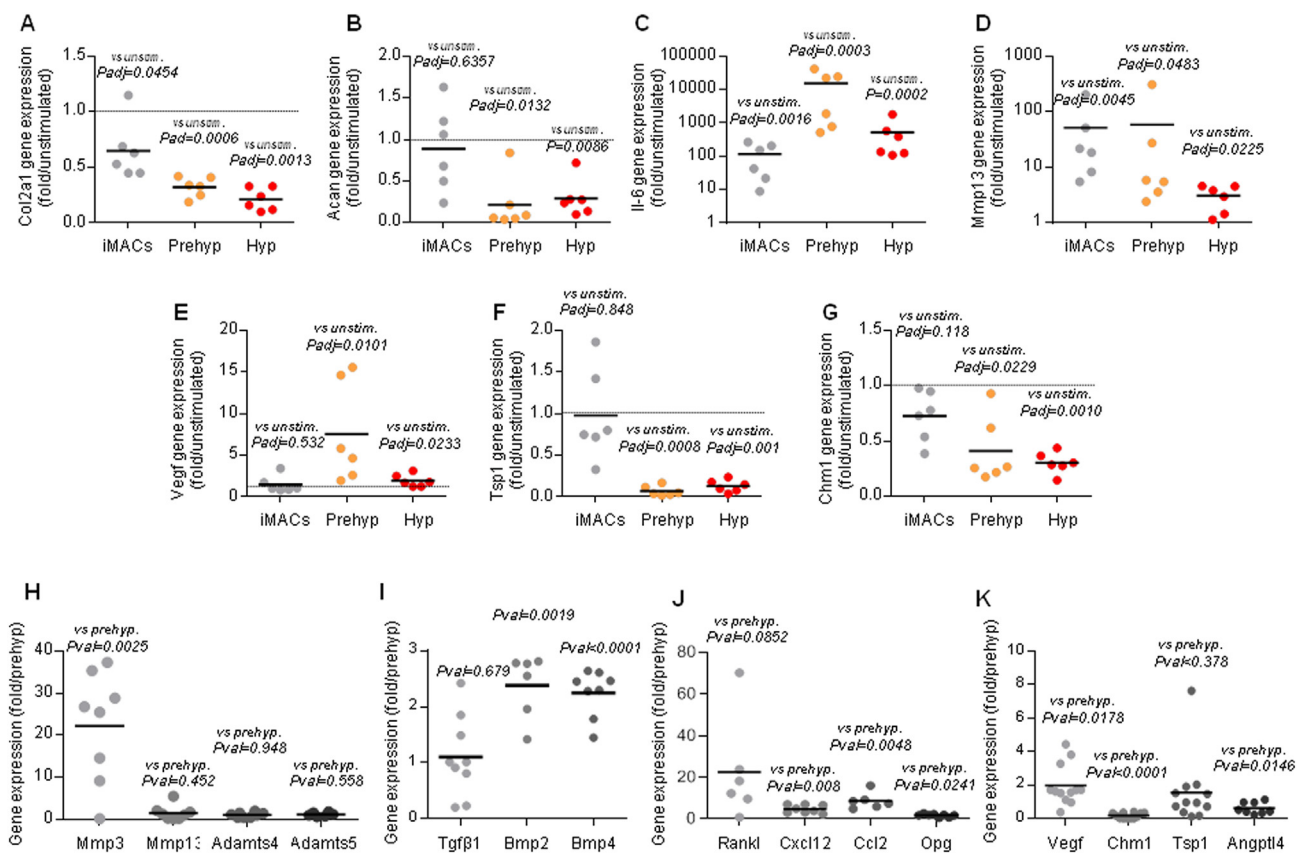 A
Col2a1 gene expression
(fold/unstimulated)
1.5
1.0
0.5
0.0
vs unsam.
Padj=0.0454
vs unsam.
Pad=0.0006
vs unsam.
Padj=0.0013
iMACs Prehyp Hyp
B
Acan gene expression
(fold/unstimulated)
2.0
1.5
1.0
0.5
0.0
vs unsam.
Padj=0.6357
vs unsam.
Padj=0.0132
vs unsam.
P=0.0086
iMACs Prehyp Hyp
C
Il-6 gene expression
(fold/unstimulated)
100000
10000
1000
100
10
1
vs unsam.
Padj=0.0016
vs unsam.
Padj=0.0003
vs unsam.
P=0.0002
iMACs Prehyp Hyp
D
Mmp13 gene expression
(fold/unstimulated)
1000
100
10
1
vs unstim.
Padj=0.0045
vs unstim.
Padj=0.0483
vs unstim.
Padj=0.0225
iMACs Prehyp Hyp
E
Vegf gene expression
(fold/unstimulated)
20
15
10
5
0
vs unstim.
Padj=0.532
vs unstim.
Padj=0.0101
vs unstim.
Padj=0.0233
iMACs Prehyp Hyp
F
Tsp1 gene expression
(fold/unstimulated)
2.0
1.5
1.0
0.5
0.0
vs unstim.
Padj=0.848
vs unstim.
Padj=0.0008
vs unstim.
Padj=0.001
iMACs Prehyp Hyp
G
Chm1 gene expression
(fold/unstimulated)
1.5
1.0
0.5
0.0
vs unstim.
Padj=0.118
vs unstim.
Padj=0.0229
vs unstim.
Padj=0.0010
iMACs Prehyp Hyp
H
Gene expression (fold/prehyp)
40
30
20
10
0
vs prehyp.
Pval=0.0025
vs prehyp.
Pval=0.452
vs prehyp.
Pval=0.948
vs prehyp.
Pval=0.558
Mmp3 Mmp13 Adamts4 Adamts5
I
Gene expression (fold/prehyp)
3
2
1
0
Pval=0.679
Pval=0.0019
Pval<0.0001
Tgfβ1 Bmp2 Bmp4
J
Gene expression (fold/prehyp)
80
60
40
20
0
vs prehyp.
Pval=0.0852
vs prehyp.
Pval=0.008
vs prehyp.
Pval=0.0048
vs prehyp.
Pval=0.0241
Rankl Cxcl12 Ccl2 Opg
K
Gene expression (fold/prehyp)
10
8
6
4
2
0
vs prehyp.
Pval=0.0178
vs prehyp.
Pval<0.0001
vs prehyp.
Pval<0.378
vs prehyp.
Pval=0.0146
Vegf Chm1 Tsp1 Angptl4